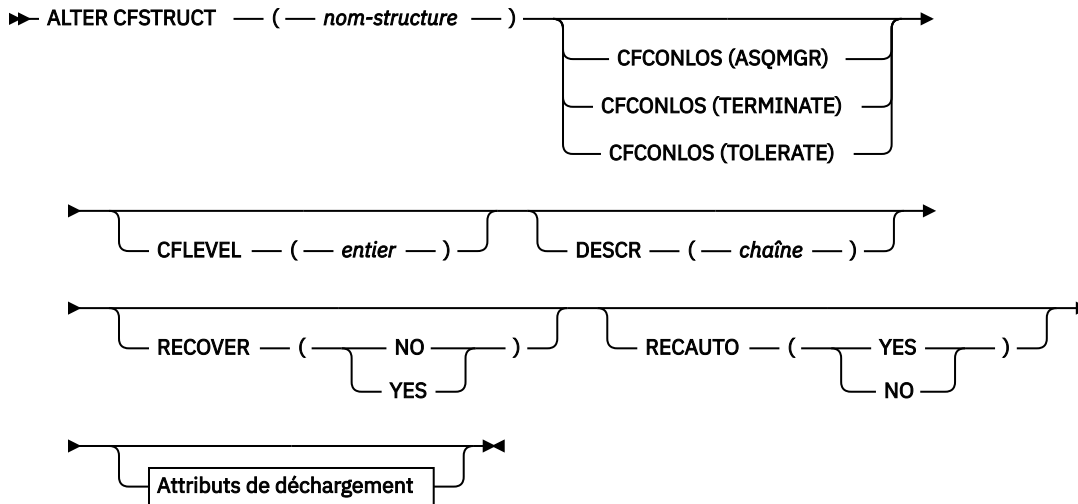 ALTER CFSTRUCT ( nom-structure )
CFCONLOS (ASQMGR)
CFCONLOS (TERMINATE)
CFCONLOS (TOLERATE)
CFLEVEL ( entier ) DESCR ( chaîne )
RECOVER ( NO ) RECAUTO ( YES )
YES NO
Attributs de déchargement